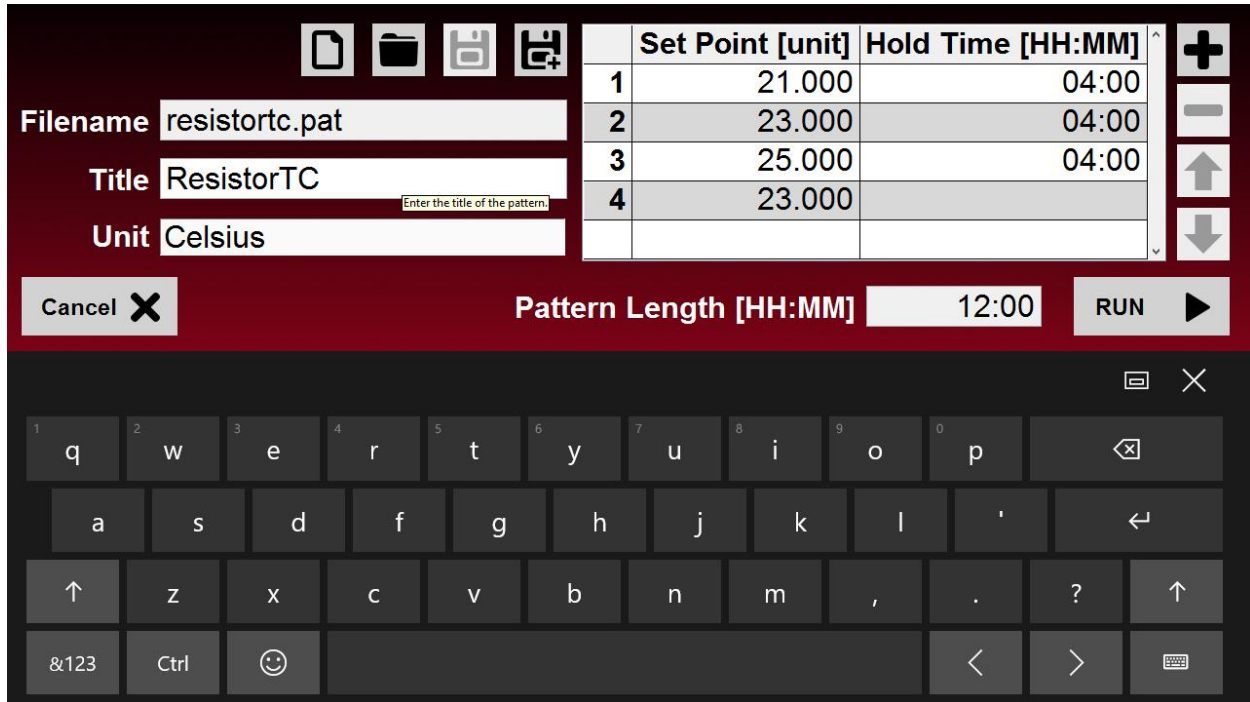 Set Point [unit] Hold Time [HH:MM]
1 21.000 04:00
Filename resistortc.pat 2 23.000 04:00
3 25.000 04:00
Title ResistorTC
Enter the title of the pattern.
4 23.000
Unit Celsius
Cancel Pattern Length [HH:MM] 12:00 RUN
1 2 3 4 5 6 7 8 9 0
q w e r t y u i o p
a s d f g h j k l '
z x c v b n m , . ?
&123 Ctrl